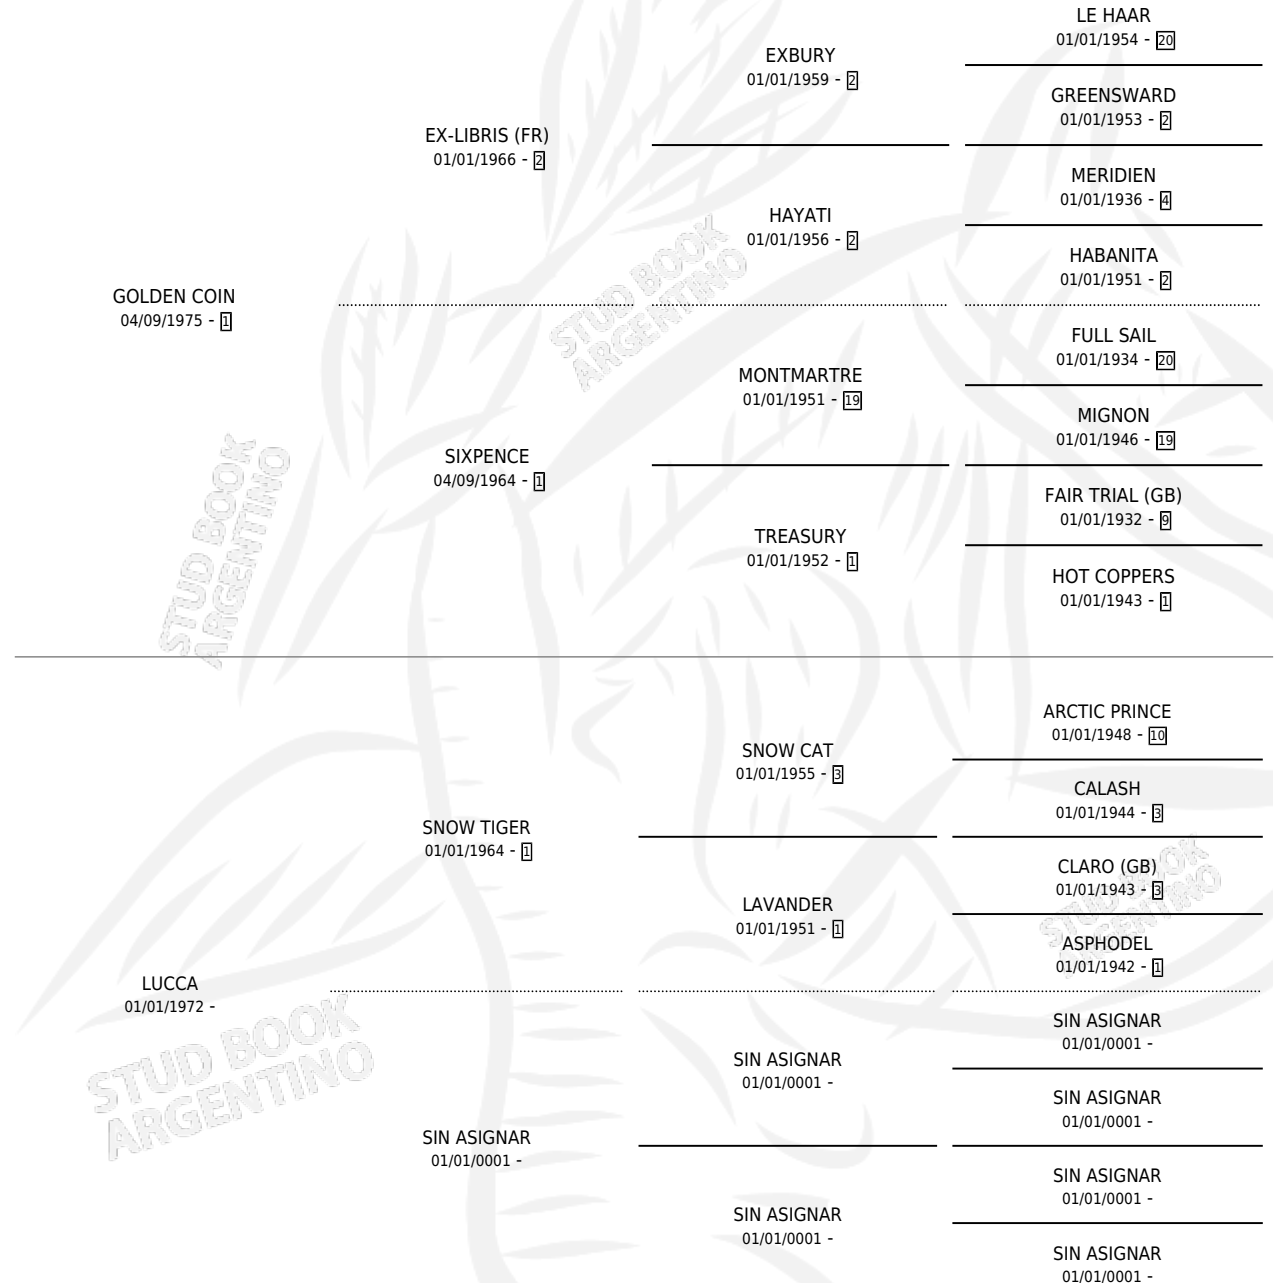 LE HAAR
01/01/1954 - 20
EXBURY
01/01/1959 - 2
GREENSWARD
01/01/1953 - 2
EX-LIBRIS (FR)
01/01/1966 - 2
MERIDIEN
01/01/1936 - 4
HAYATI
01/01/1956 - 2
HABANITA
01/01/1951 - 2
GOLDEN COIN
04/09/1975 - 1
FULL SAIL
01/01/1934 - 20
MONTMARTRE
01/01/1951 - 19
MIGNON
01/01/1946 - 19
SIXPENCE
04/09/1964 - 1
FAIR TRIAL (GB)
01/01/1932 - 9
TREASURY
01/01/1952 - 1
HOT COPPERS
01/01/1943 - 1
ARCTIC PRINCE
01/01/1948 - 10
SNOW CAT
01/01/1955 - 3
CALASH
01/01/1944 - 3
SNOW TIGER
01/01/1964 - 1
CLARO (GB)
01/01/1943 - 3
LAVANDER
01/01/1951 - 1
ASPHODEL
01/01/1942 - 1
LUCCA
01/01/1972 -
SIN ASIGNAR
01/01/0001 -
SIN ASIGNAR
01/01/0001 -
SIN ASIGNAR
01/01/0001 -
SIN ASIGNAR
01/01/0001 -
SIN ASIGNAR
01/01/0001 -
SIN ASIGNAR
01/01/0001 -
SIN ASIGNAR
01/01/0001 -
STUD BOOK
ARGENTINO
STUD BOOK
ARGENTINO
STUD BOOK
ARGENTINO
STUD BOOK
ARGENTINO